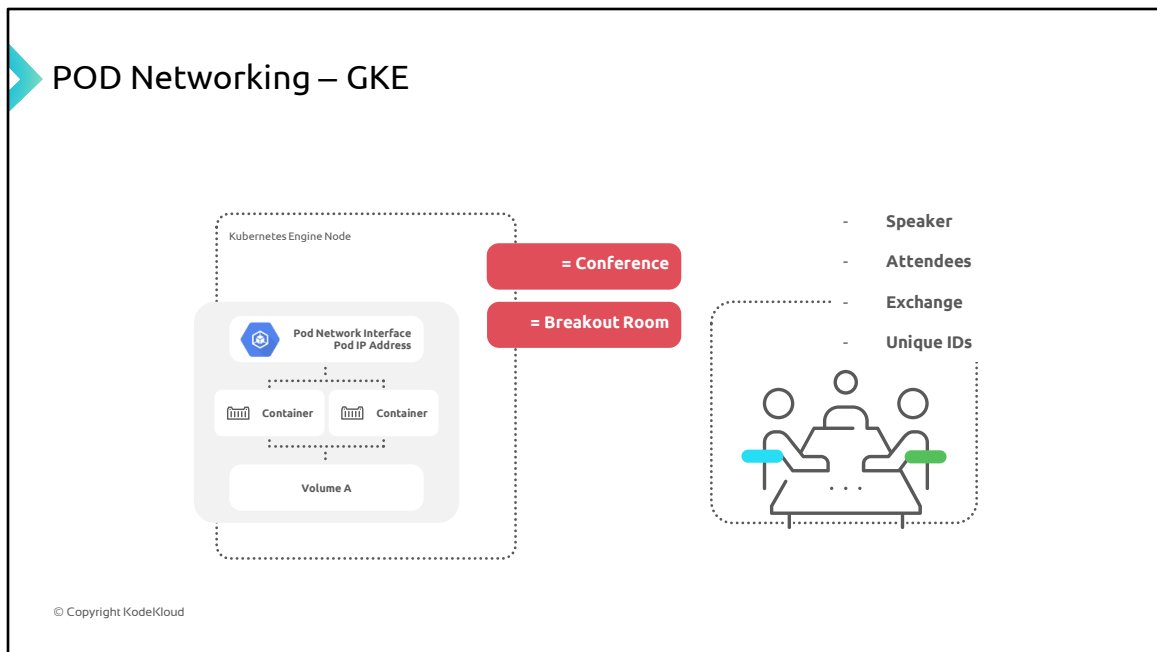 POD Networking – GKE
Kubernetes Engine Node
Pod Network Interface
Pod IP Address
Container
Container
Volume A
= Conference
= Breakout Room
- Speaker
- Attendees
- Exchange
- Unique IDs
© Copyright KodeKloud